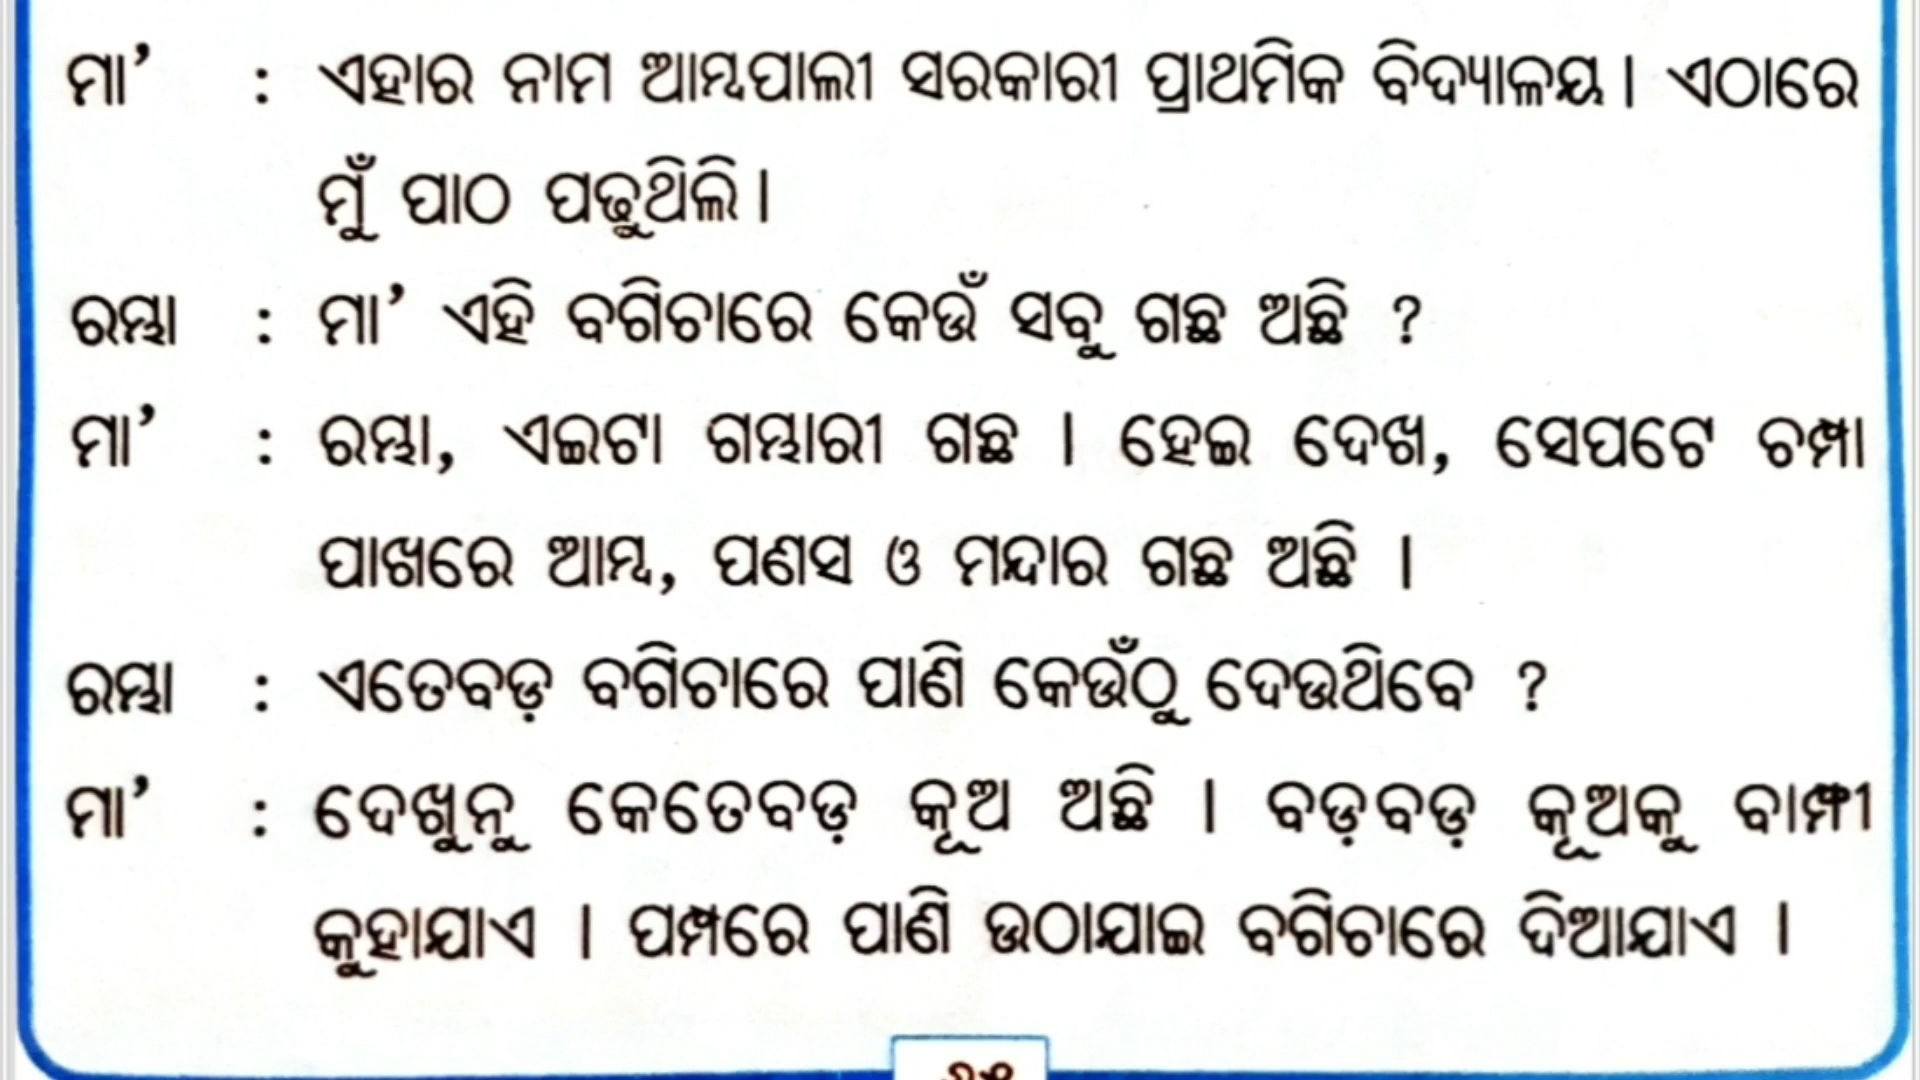 ମା’ : ଏହାର ନାମ ଆମ୍ବପାଲୀ ସରକାରୀ ପ୍ରାଥମିକ ବିଦ୍ୟାଳୟ। ଏଠାରେ
ମୁଁ ପାଠ ପଢୁଥିଲି।
ରମ୍ଭା : ମା’ ଏହି ବଗିଚାରେ କେଉଁ ସବୁ ଗଛ ଅଛି ?
ମା’ : ରମ୍ଭା, ଏଇଟା ଗମ୍ଭାରୀ ଗଛ । ହେଇ ଦେଖ, ସେପଟେ ଚମ୍ପା
ପାଖରେ ଆମ୍ବ, ପଣସ ଓ ମନ୍ଦାର ଗଛ ଅଛି ।
ରମ୍ଭା : ଏତେବଡ଼ ବଗିଚାରେ ପାଣି କେଉଁଠୁ ଦେଉଥିବେ ?
ମା’ : ଦେଖୁନୁ କେତେବଡ଼ କୂଅ ଅଛି । ବଡ଼ବଡ଼ କୂଅକୁ ବାମ୍ଫୀ
କୁହାଯାଏ । ପମ୍ପରେ ପାଣି ଉଠାଯାଇ ବଗିଚାରେ ଦିଆଯାଏ ।